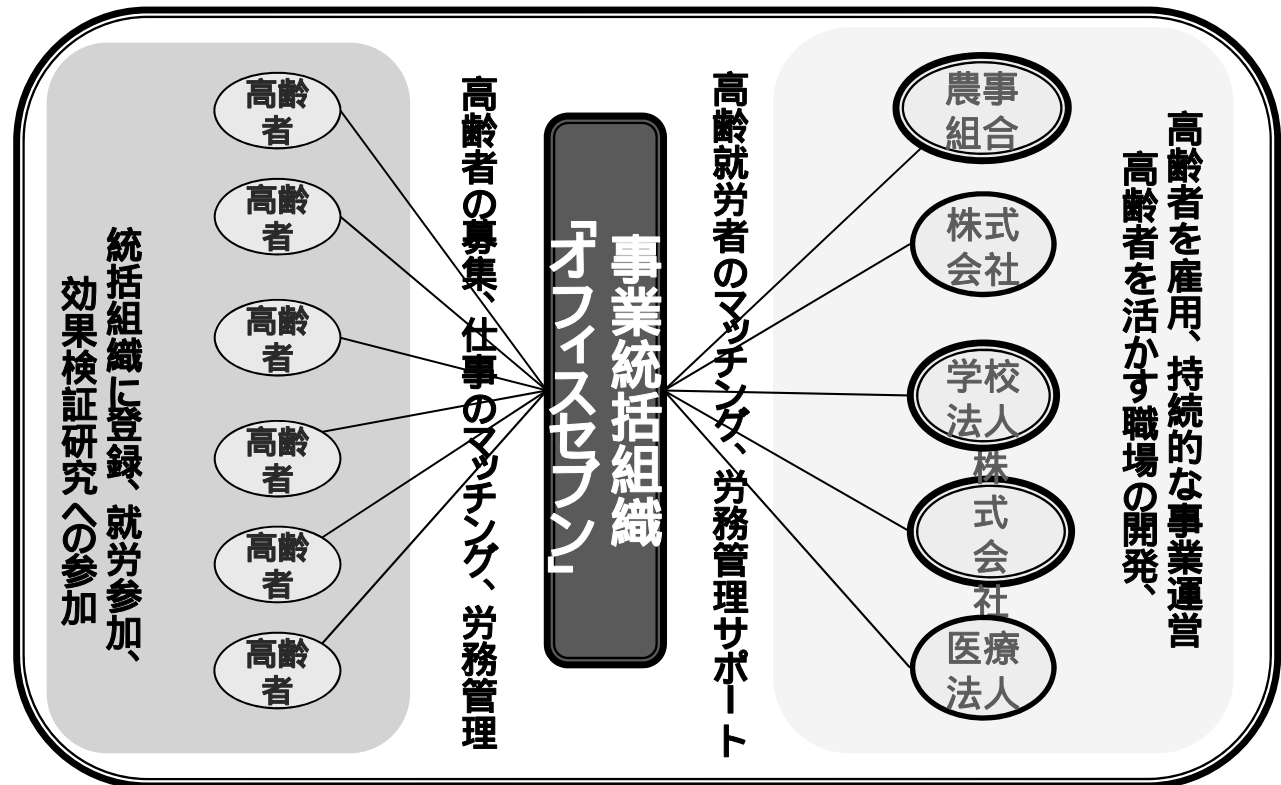 高齢者を雇用、持続的な事業運営
高齢者を活かす職場の開発、
農事
組合
株式
会社
学校
法人
株
式
会
社
医療
法人
高齢就労者のマッチング、労務管理サポート
事業統括組織
『オフィスセブン』
高齢者の募集、仕事のマッチング、労務管理
高齢
者
高齢
者
高齢
者
高齢
者
高齢
者
高齢
者
統括組織に登録、就労参加、
効果検証研究への参加